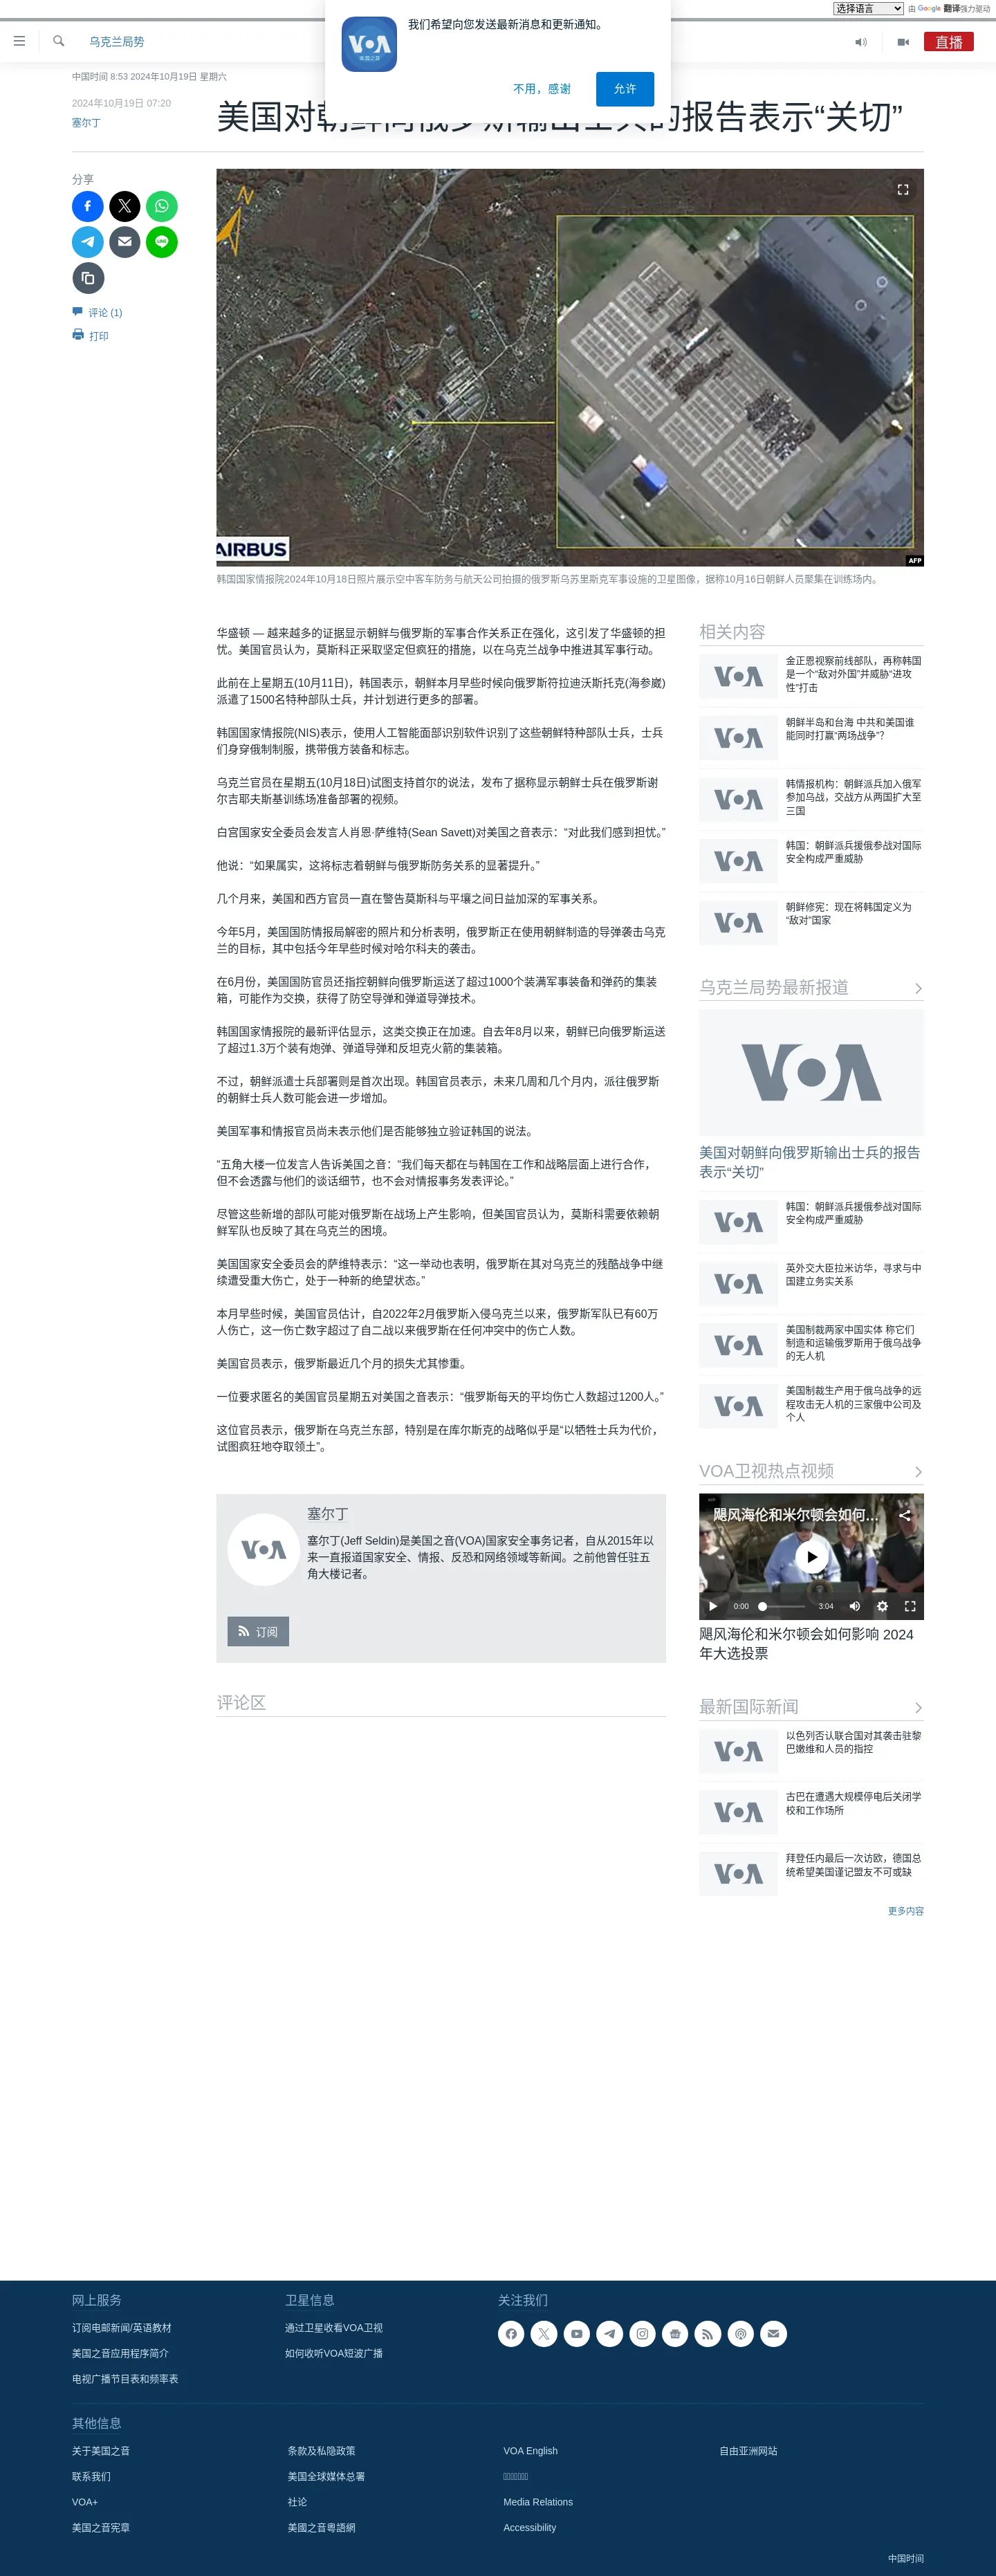 选择语言 由 Google 翻译强力驱动
我们希望向您发送最新消息和更新通知。
不用，感谢
允许
VOA
美国之音
乌克兰局势
直播
中国时间 8:53 2024年10月19日 星期六
2024年10月19日 07:20
塞尔丁
美国对朝鲜向俄罗斯输出士兵的报告表示“关切”
分享
评论 (1)
打印
N
AIRBUS
AFP
韩国国家情报院2024年10月18日照片展示空中客车防务与航天公司拍摄的俄罗斯乌苏里斯克军事设施的卫星图像，据称10月16日朝鲜人员聚集在训练场内。
华盛顿 — 越来越多的证据显示朝鲜与俄罗斯的军事合作关系正在强化，这引发了华盛顿的担
忧。美国官员认为，莫斯科正采取坚定但疯狂的措施，以在乌克兰战争中推进其军事行动。
此前在上星期五(10月11日)，韩国表示，朝鲜本月早些时候向俄罗斯符拉迪沃斯托克(海参崴)
派遣了1500名特种部队士兵，并计划进行更多的部署。
韩国国家情报院(NIS)表示，使用人工智能面部识别软件识别了这些朝鲜特种部队士兵，士兵
们身穿俄制制服，携带俄方装备和标志。
乌克兰官员在星期五(10月18日)试图支持首尔的说法，发布了据称显示朝鲜士兵在俄罗斯谢
尔吉耶夫斯基训练场准备部署的视频。
白宫国家安全委员会发言人肖恩·萨维特(Sean Savett)对美国之音表示：“对此我们感到担忧。”
他说：“如果属实，这将标志着朝鲜与俄罗斯防务关系的显著提升。”
几个月来，美国和西方官员一直在警告莫斯科与平壤之间日益加深的军事关系。
今年5月，美国国防情报局解密的照片和分析表明，俄罗斯正在使用朝鲜制造的导弹袭击乌克
兰的目标，其中包括今年早些时候对哈尔科夫的袭击。
在6月份，美国国防官员还指控朝鲜向俄罗斯运送了超过1000个装满军事装备和弹药的集装
箱，可能作为交换，获得了防空导弹和弹道导弹技术。
韩国国家情报院的最新评估显示，这类交换正在加速。自去年8月以来，朝鲜已向俄罗斯运送
了超过1.3万个装有炮弹、弹道导弹和反坦克火箭的集装箱。
不过，朝鲜派遣士兵部署则是首次出现。韩国官员表示，未来几周和几个月内，派往俄罗斯
的朝鲜士兵人数可能会进一步增加。
美国军事和情报官员尚未表示他们是否能够独立验证韩国的说法。
“五角大楼一位发言人告诉美国之音：“我们每天都在与韩国在工作和战略层面上进行合作，
但不会透露与他们的谈话细节，也不会对情报事务发表评论。”
尽管这些新增的部队可能对俄罗斯在战场上产生影响，但美国官员认为，莫斯科需要依赖朝
鲜军队也反映了其在乌克兰的困境。
美国国家安全委员会的萨维特表示：“这一举动也表明，俄罗斯在其对乌克兰的残酷战争中继
续遭受重大伤亡，处于一种新的绝望状态。”
本月早些时候，美国官员估计，自2022年2月俄罗斯入侵乌克兰以来，俄罗斯军队已有60万
人伤亡，这一伤亡数字超过了自二战以来俄罗斯在任何冲突中的伤亡人数。
美国官员表示，俄罗斯最近几个月的损失尤其惨重。
一位要求匿名的美国官员星期五对美国之音表示：“俄罗斯每天的平均伤亡人数超过1200人。”
这位官员表示，俄罗斯在乌克兰东部，特别是在库尔斯克的战略似乎是“以牺牲士兵为代价，
试图疯狂地夺取领土”。
VOA
塞尔丁
塞尔丁(Jeff Seldin)是美国之音(VOA)国家安全事务记者，自从2015年以
来一直报道国家安全、情报、反恐和网络领域等新闻。之前他曾任驻五
角大楼记者。
订阅
评论区
相关内容
VOA
金正恩视察前线部队，再称韩国
是一个“敌对外国”并威胁“进攻
性”打击
VOA
朝鲜半岛和台海 中共和美国谁
能同时打赢“两场战争”？
VOA
韩情报机构：朝鲜派兵加入俄军
参加乌战，交战方从两国扩大至
三国
VOA
韩国：朝鲜派兵援俄参战对国际
安全构成严重威胁
VOA
朝鲜修宪：现在将韩国定义为
“敌对”国家
乌克兰局势最新报道
VOA
美国对朝鲜向俄罗斯输出士兵的报告
表示“关切”
VOA
韩国：朝鲜派兵援俄参战对国际
安全构成严重威胁
VOA
英外交大臣拉米访华，寻求与中
国建立务实关系
VOA
美国制裁两家中国实体 称它们
制造和运输俄罗斯用于俄乌战争
的无人机
VOA
美国制裁生产用于俄乌战争的远
程攻击无人机的三家俄中公司及
个人
VOA卫视热点视频
飓风海伦和米尔顿会如何...
0:00 3:04
飓风海伦和米尔顿会如何影响 2024
年大选投票
最新国际新闻
VOA
以色列否认联合国对其袭击驻黎
巴嫩维和人员的指控
VOA
古巴在遭遇大规模停电后关闭学
校和工作场所
VOA
拜登任内最后一次访欧，德国总
统希望美国谨记盟友不可或缺
更多内容
网上服务
订阅电邮新闻/英语教材
美国之音应用程序简介
电视广播节目表和频率表
卫星信息
通过卫星收看VOA卫视
如何收听VOA短波广播
关注我们
其他信息
关于美国之音
联系我们
VOA+
美国之音宪章
条款及私隐政策
美国全球媒体总署
社论
美國之音粵語網
VOA English
Media Relations
Accessibility
自由亚洲网站
中国时间